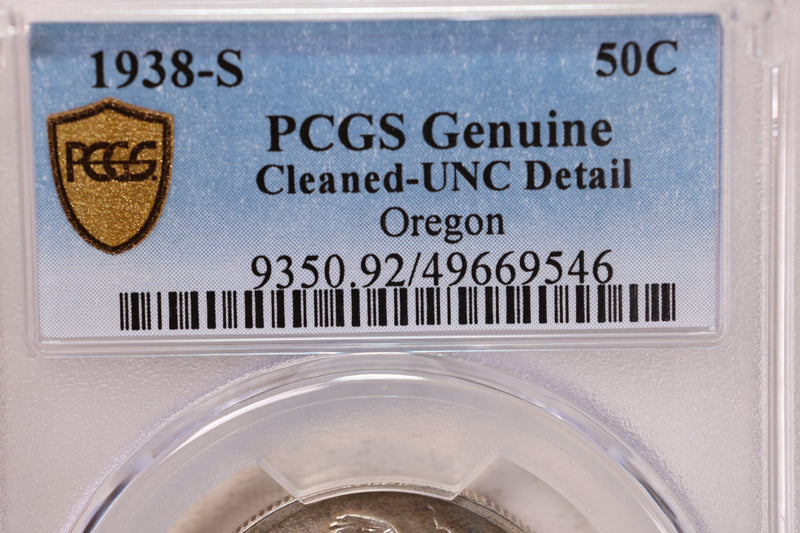 1938-S 50C
PCGS
PCGS Genuine
Cleaned-UNC Detail
Oregon
9350.92/49669546